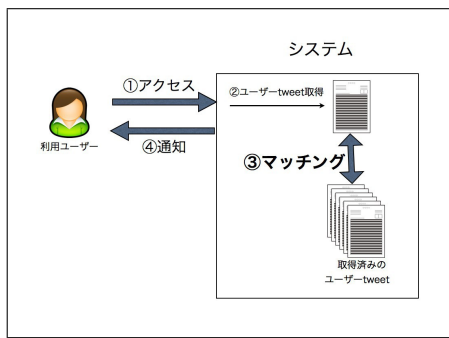 システム
①アクセス
②ユーザーtweet取得
利用ユーザー
④通知
③マッチング
取得済みの
ユーザーtweet